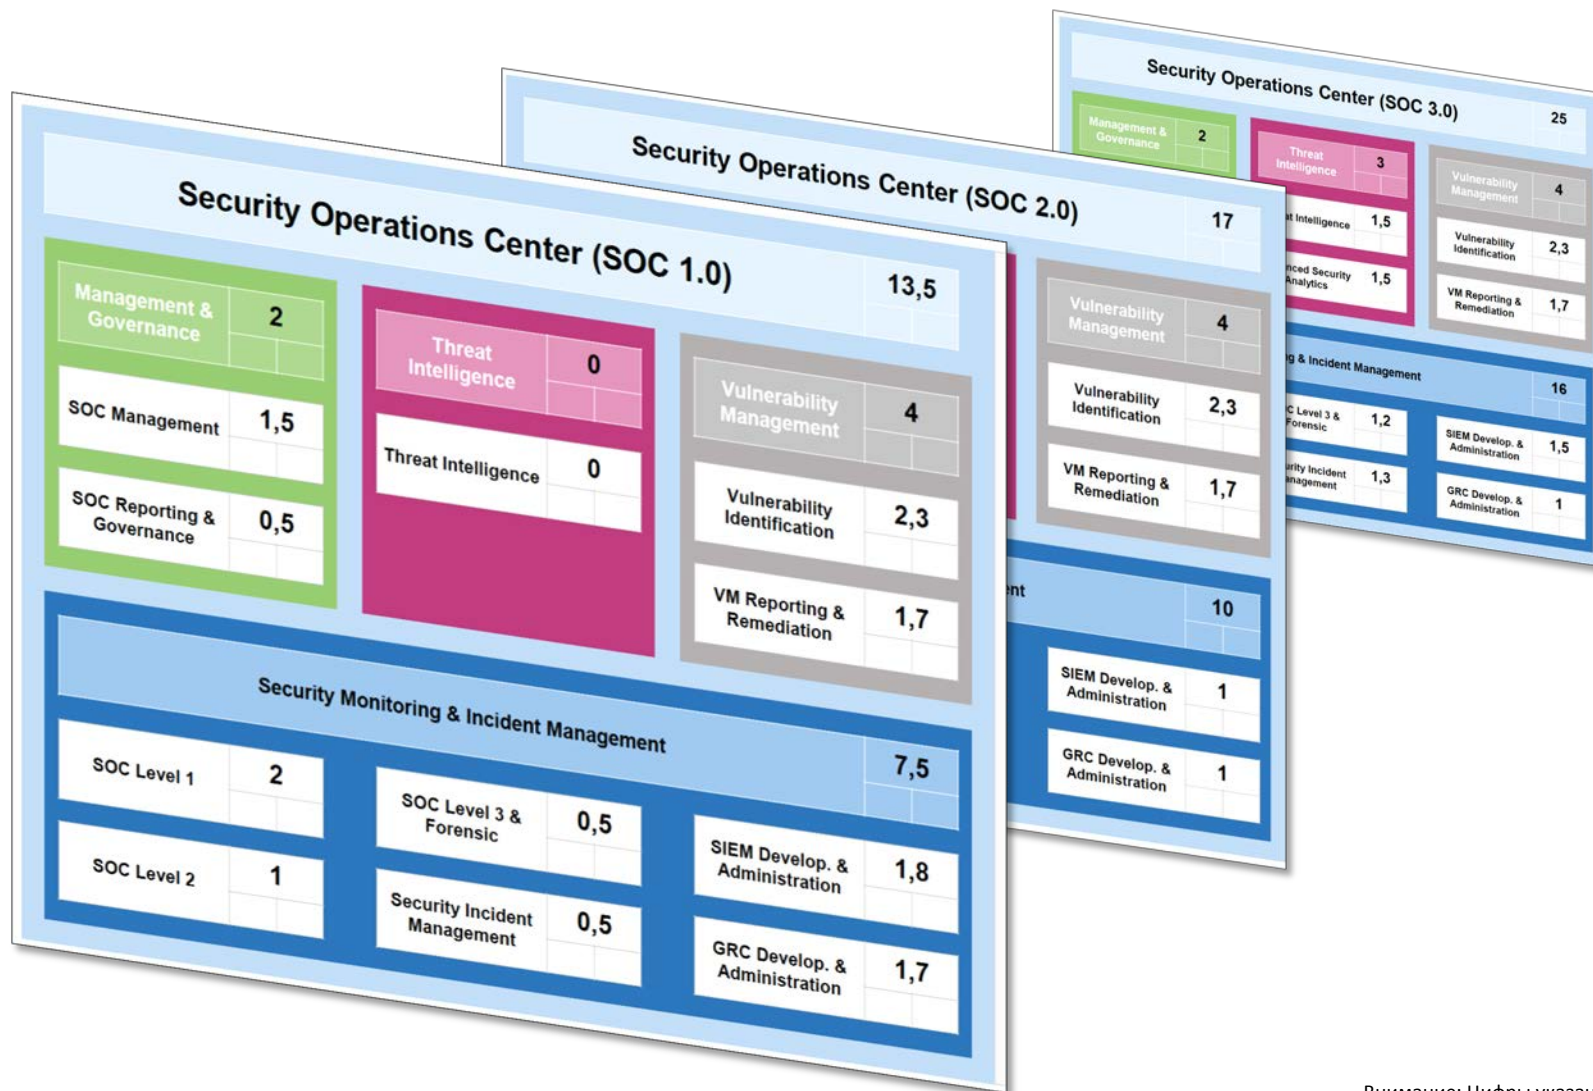 Security Operations Center (SOC 1.0)
13,5
Management &
Governance
2
SOC Management
1,5
SOC Reporting &
Governance
0,5
Threat
Intelligence
0
Threat Intelligence
0
Vulnerability
Management
4
Vulnerability
Identification
2,3
VM Reporting &
Remediation
1,7
Security Monitoring & Incident Management
7,5
SOC Level 1
2
SOC Level 2
1
SOC Level 3 &
Forensic
0,5
Security Incident
Management
0,5
SIEM Develop. &
Administration
1,8
GRC Develop. &
Administration
1,7
Security Operations Center (SOC 2.0)
17
Vulnerability
Management
4
Vulnerability
Identification
2,3
VM Reporting &
Remediation
1,7
10
SIEM Develop. &
Administration
1
GRC Develop. &
Administration
1
Security Operations Center (SOC 3.0)
25
Management &
Governance
2
Threat
Intelligence
3
Intelligence
1,5
Security
Analytics
1,5
Vulnerability
Management
4
Vulnerability
Identification
2,3
VM Reporting &
Remediation
1,7
& Incident Management
16
Level 3 &
Forensic
1,2
Incident
1,3
SIEM Develop. &
Administration
1,5
GRC Develop. &
Administration
1
Внимание: Цифры